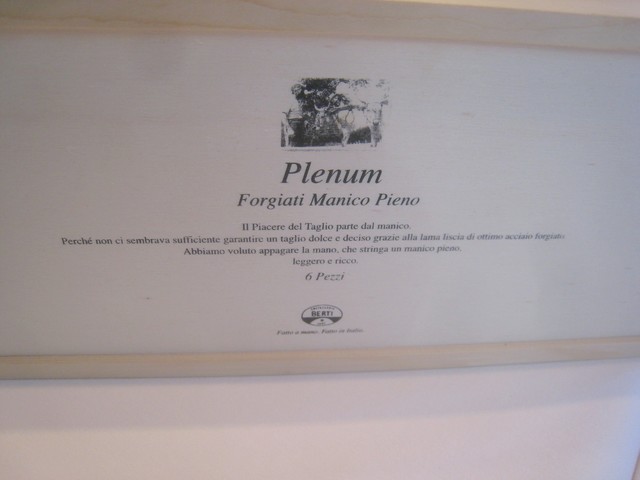 Plenum
Forgiati Manico Pieno
Il Piacere del Taglio parte dal manico.
Perché non ci sembrava sufficiente garantire un taglio dolce e deciso grazie alla lama liscia di ottimo acciaio forgiato.
Abbiamo voluto appagare la mano, che stringa un manico pieno,
leggero e ricco.
6 Pezzi
BERTI
Fatto a mano. Fatto in Italia.